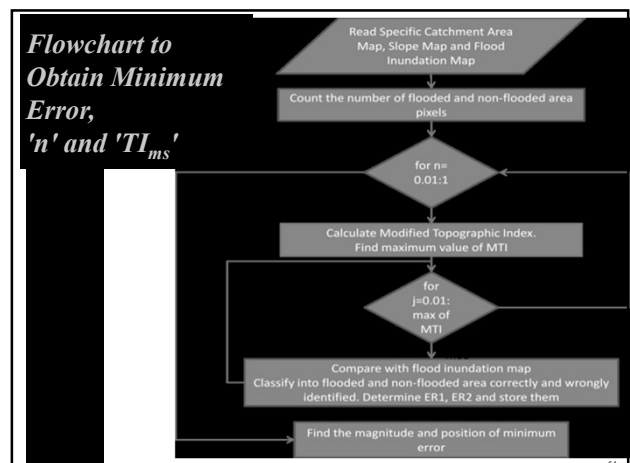 Flowchart to
Obtain Minimum
Error,
'n' and 'TIms'
Read Specific Catchment Area
Map, Slope Map and Flood
Inundation Map
Count the number of flooded and non-flooded area
pixels
for n=
0.01:1
Calculate Modified Topographic Index.
Find maximum value of MTI
for
j=0.01:
max of
MTI
Compare with flood inundation map
Classify into flooded and non-flooded area correctly and wrongly
identified. Determine ER1, ER2 and store them
Find the magnitude and position of minimum
error